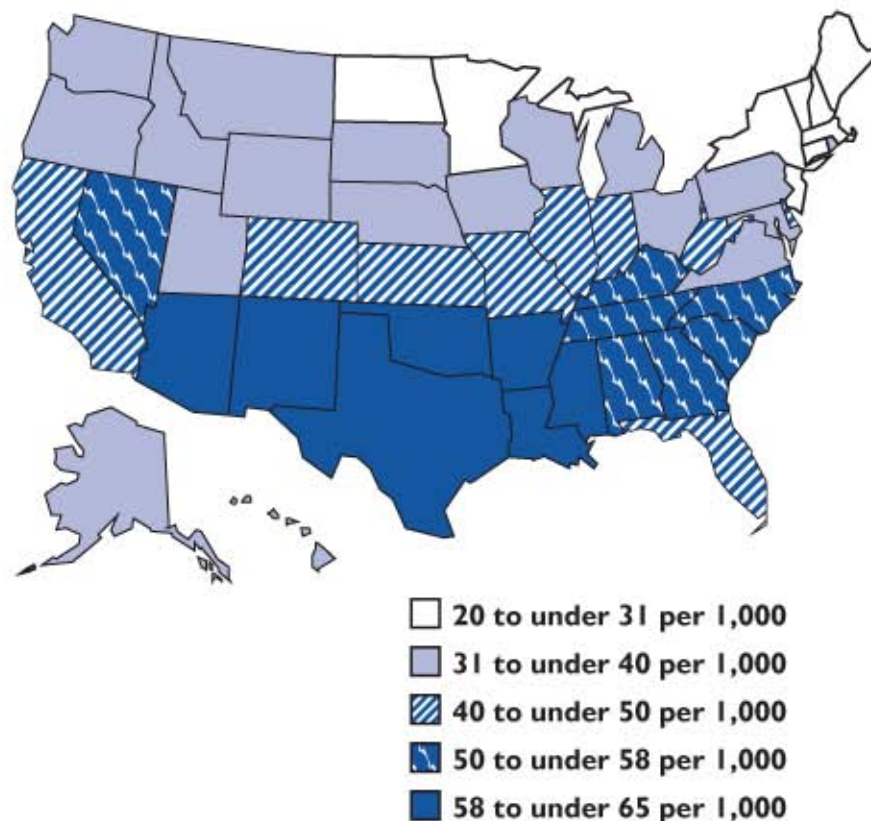 20 to under 31 per 1,000
31 to under 40 per 1,000
40 to under 50 per 1,000
50 to under 58 per 1,000
58 to under 65 per 1,000